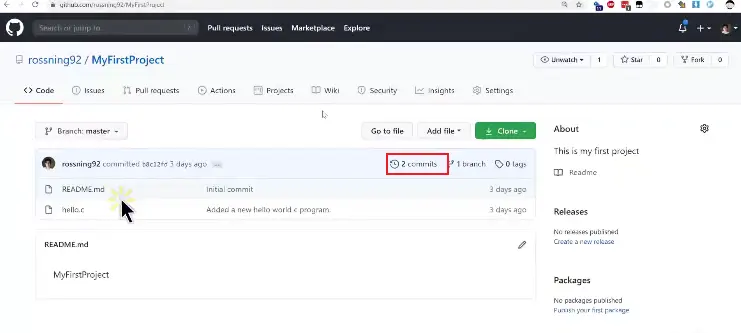 github.com/rossning92/MyFirstProject
Search or jump to
Pull requests Issues Marketplace Explore
rossning92 / MyFirstProject
Unwatch 1 Star 0 Fork 0
Code Issues Pull requests Actions Projects Wiki Security Insights Settings
Branch: master Go to file Add file Clone
About
This is my first project
Readme
rossning92 committed 3 days ago 2 commits 1 branch 0 tags
README.md Initial commit 3 days ago
hello.c Added a new hello world c program. 3 days ago
Releases
No releases published
Create a new release
README.md
MyFirstProject
Packages
No packages published
Publish your first package